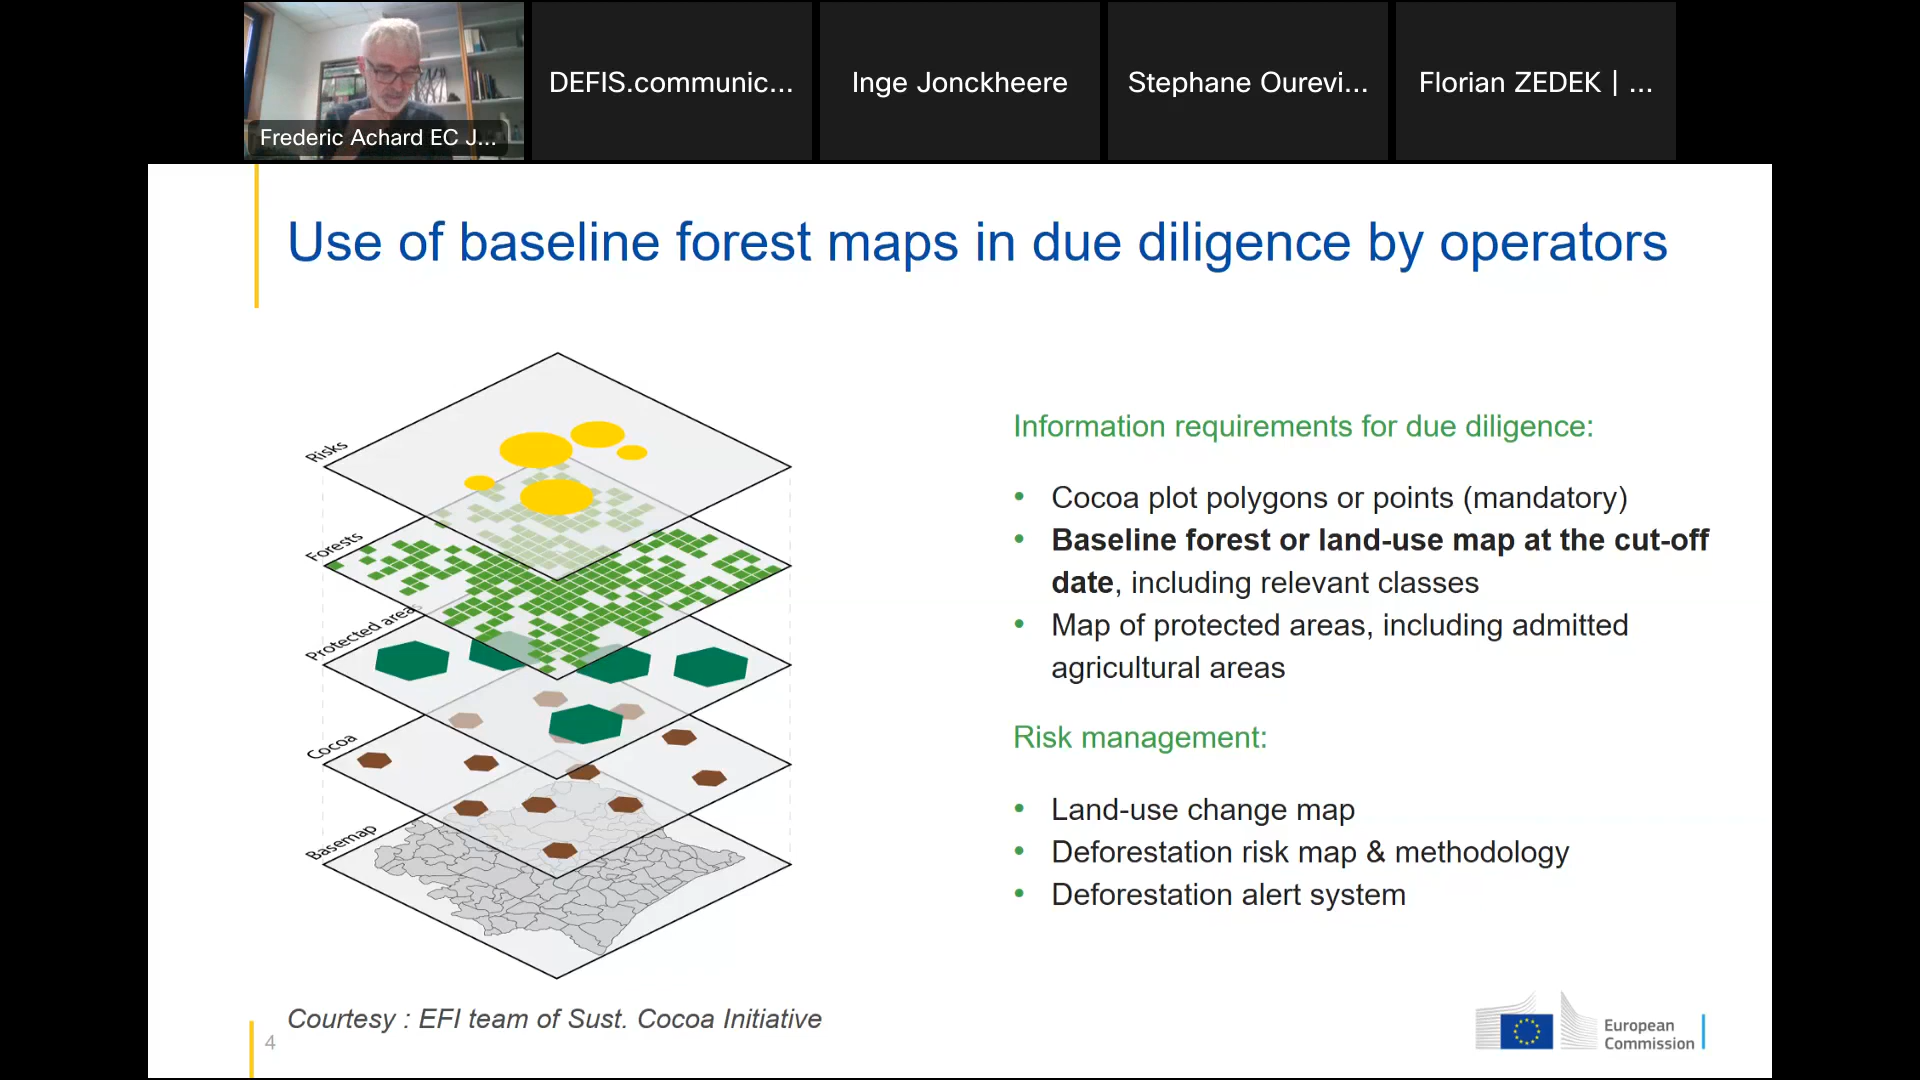 Frederic Achard EC J...
DEFIS.communic...
Inge Jonckheere
Stephane Ourevi...
Florian ZEDEK | ...
Use of baseline forest maps in due diligence by operators
Risks
Forests
Protected areas
Cocoa
Basemap
Information requirements for due diligence:
• Cocoa plot polygons or points (mandatory)
• Baseline forest or land-use map at the cut-off
date, including relevant classes
• Map of protected areas, including admitted
agricultural areas
Risk management:
• Land-use change map
• Deforestation risk map & methodology
• Deforestation alert system
Courtesy : EFI team of Sust. Cocoa Initiative
4
European
Commission